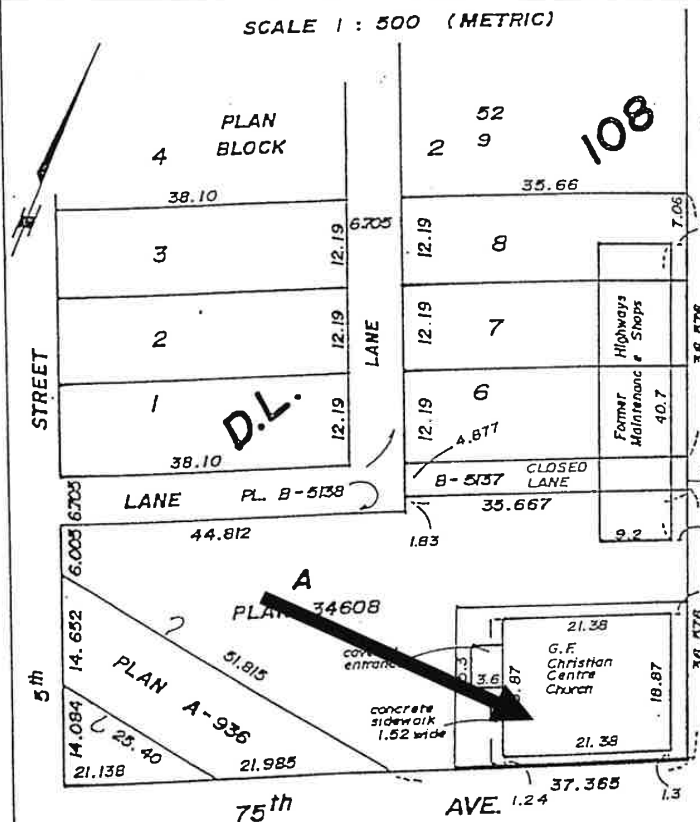 SCALE 1 : 500 (METRIC)
PLAN
BLOCK
4
2
52
9
108
38.10
35.66
7.06
3
12.19
6.705
12.19
8
2
12.19
LANE
12.19
7
Former Highways
Maintenance Shops
40.7
STREET
1
D.L.
12.19
12.19
6
4.877
38.10
B-5137
CLOSED
LANE
6.705
LANE
PL. B-5138
35.667
44.812
1.83
9.2
6.005
A
PLAN 34608
14.652
51.815
PLAN A-936
covered
entrance
21.38
G.F.
Christian
Centre
Church
3.6
18.87
concrete
sidewalk
1.52 wide
5th
14.084
25.40
21.138
21.985
21.38
37.365
1.24
1.3
75th AVE.